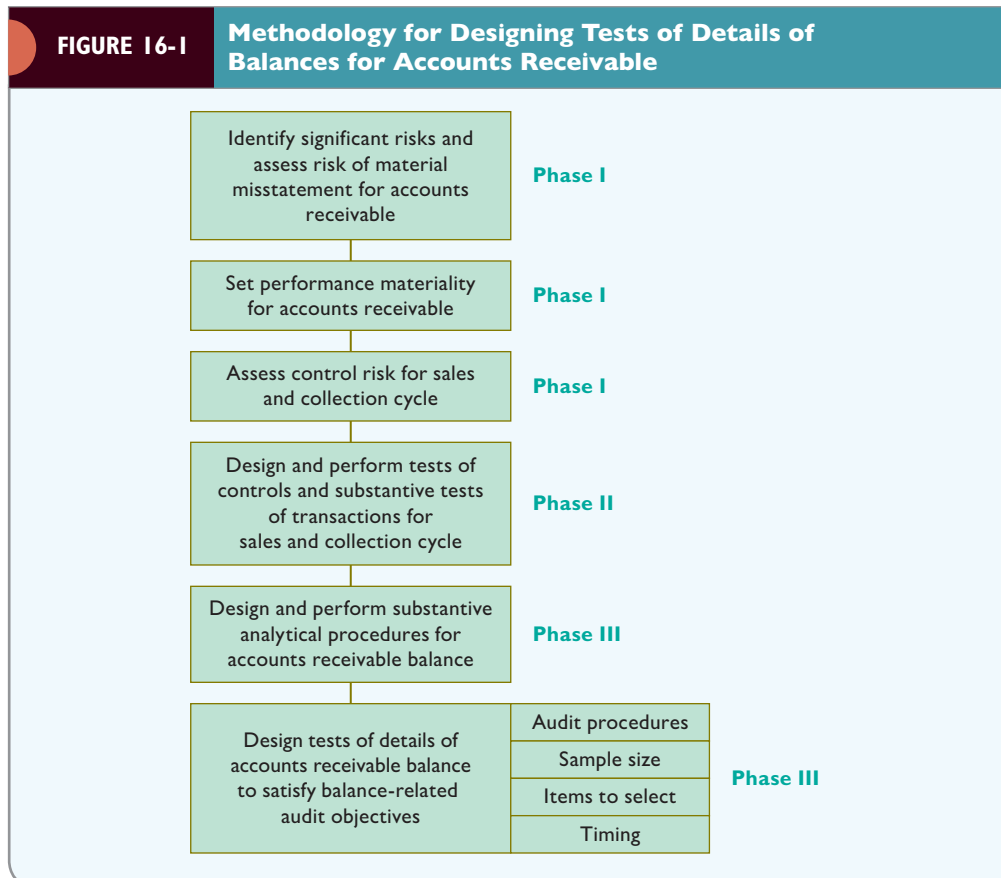 FIGURE 16-1
Methodology for Designing Tests of Details of
Balances for Accounts Receivable
Identify significant risks and
assess risk of material
misstatement for accounts
receivable
Phase I
Set performance materiality
for accounts receivable
Phase I
Assess control risk for sales
and collection cycle
Phase I
Design and perform tests of
controls and substantive tests
of transactions for
sales and collection cycle
Phase II
Design and perform substantive
analytical procedures for
accounts receivable balance
Phase III
Design tests of details of
accounts receivable balance
to satisfy balance-related
audit objectives
Audit procedures
Sample size
Items to select
Timing
Phase III